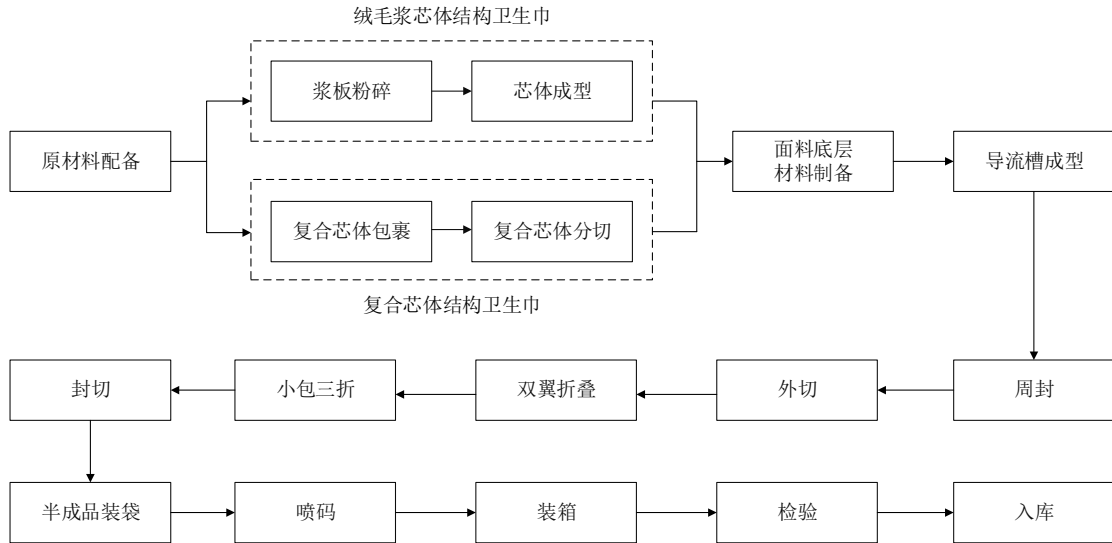 绒毛浆芯体结构卫生巾
浆板粉碎
芯体成型
原材料配备
复合芯体包裹
复合芯体分切
复合芯体结构卫生巾
面料底层
材料制备
导流槽成型
周封
外切
双翼折叠
小包三折
封切
半成品装袋
喷码
装箱
检验
入库